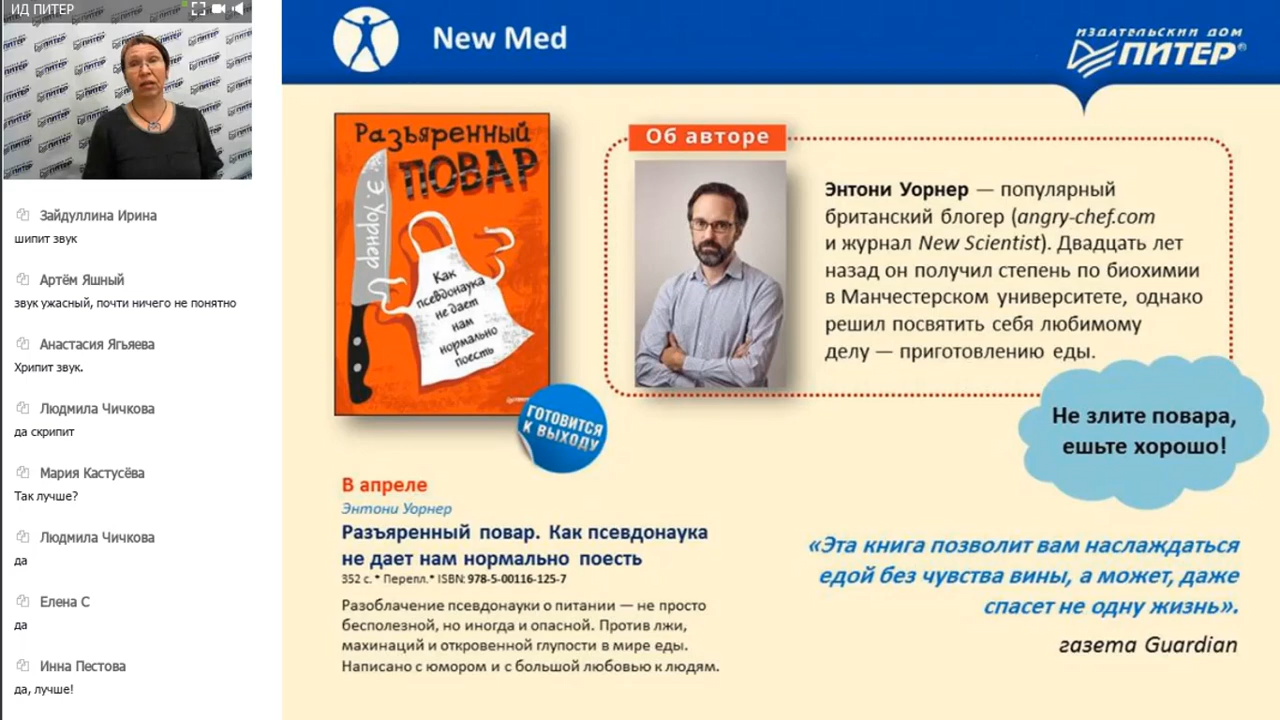 ИД ПИТЕР
Зайдуллина Ирина
шипит звук
Артём Яшный
звук ужасный, почти ничего не понятно
Анастасия Ягьяева
Хрипит звук.
Людмила Чичкова
да скрипит
Мария Кастусёва
Так лучше?
Людмила Чичкова
да
Елена С
да
Инна Пестова
да, лучше!
New Med
ИЗДАТЕЛЬСКИЙ ДОМ
ПИТЕР®
Разъяренный
ПОВАР
Э. Уорнер
Как
псевдонаука
не дает
нам
нормально
поесть
ГОТОВИТСЯ
К ВЫХОДУ
Об авторе
Энтони Уорнер — популярный
британский блогер (angry-chef.com
и журнал New Scientist). Двадцать лет
назад он получил степень по биохимии
в Манчестерском университете, однако
решил посвятить себя любимому
делу — приготовлению еды.
Не злите повара,
ешьте хорошо!
В апреле
Энтони Уорнер
Разъяренный повар. Как псевдонаука
не дает нам нормально поесть
352 с. * Перепл.* ISBN: 978-5-00116-125-7
Разоблачение псевдонауки о питании — не просто
бесполезной, но иногда и опасной. Против лжи,
махинаций и откровенной глупости в мире еды.
Написано с юмором и с большой любовью к людям.
«Эта книга позволит вам наслаждаться
едой без чувства вины, а может, даже
спасет не одну жизнь».
газета Guardian